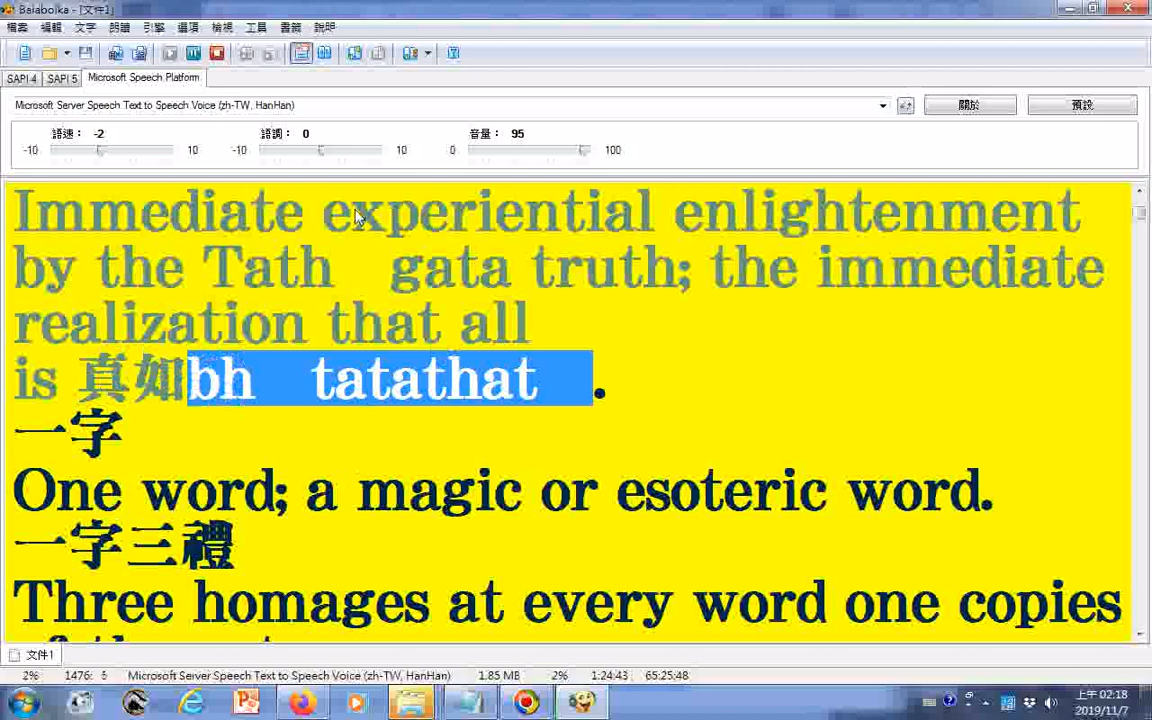 Balabolka - [文件1]
檔案 編輯 文字 朗讀 引擎 選項 檢視 工具 書籤 說明
SAPI 4 SAPI 5 Microsoft Speech Platform
Microsoft Server Speech Text to Speech Voice (zh-TW, HanHan) 關於 預設
語速： -2 語調： 0 音量： 95
-10 10 -10 10 0 100
Immediate experiential enlightenment
by the Tath gata truth; the immediate
realization that all
is 真如bh tatathat .
一字
One word; a magic or esoteric word.
一字三禮
Three homages at every word one copies
文件1
2% 1476: 5 Microsoft Server Speech Text to Speech Voice (zh-TW, HanHan) 1.85 MB 2% 1:24:43 65:25:48
上午 02:18
2019/11/7